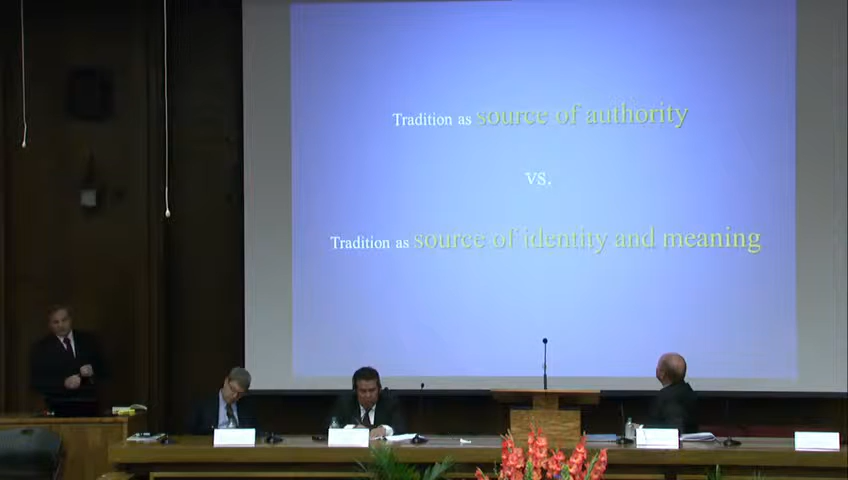 Tradition as source of authority
vs.
Tradition as source of identity and meaning